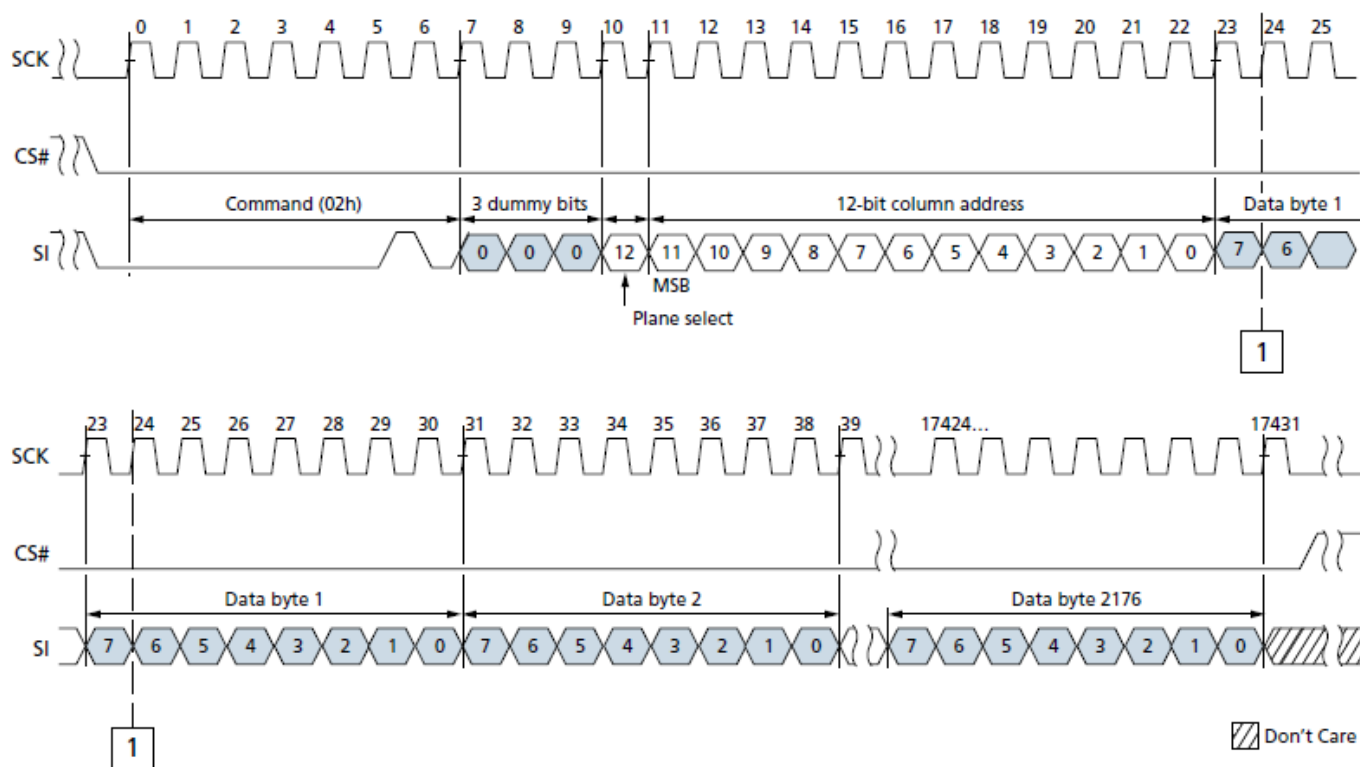 0 1 2 3 4 5 6 7 8 9 10 11 12 13 14 15 16 17 18 19 20 21 22 23 24 25
SCK
CS#
Command (02h) 3 dummy bits 12-bit column address Data byte 1
SI 0 0 0 12 11 10 9 8 7 6 5 4 3 2 1 0 7 6
MSB
Plane select
1
23 24 25 26 27 28 29 30 31 32 33 34 35 36 37 38 39 17424... 17431
SCK
CS#
Data byte 1 Data byte 2 Data byte 2176
SI 7 6 5 4 3 2 1 0 7 6 5 4 3 2 1 0 7 6 5 4 3 2 1 0
1
Don't Care